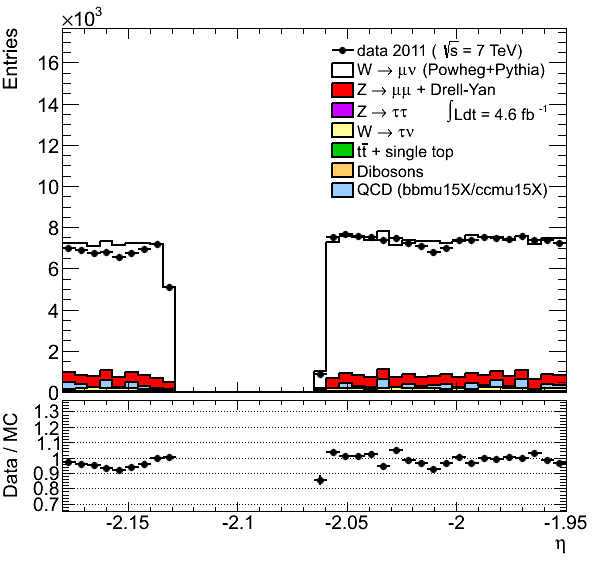 ×10³
Entries
16
14
12
10
8
6
4
2
0
data 2011 ( √s = 7 TeV)
W → μν (Powheg+Pythia)
Z → μμ + Drell-Yan
Z → ττ ∫Ldt = 4.6 fb⁻¹
W → τν
tt̅ + single top
Dibosons
QCD (bbmu15X/ccmu15X)
Data / MC
1.3
1.2
1.1
1
0.9
0.8
0.7
-2.15 -2.1 -2.05 -2 -1.95
η